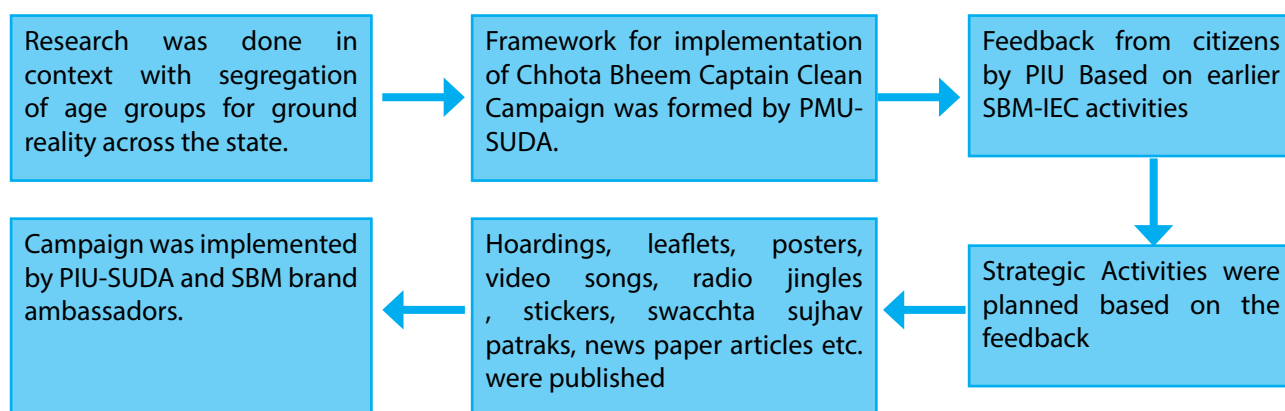 Research was done in
context with segregation
of age groups for ground
reality across the state.
Framework for implementation
of Chhota Bheem Captain Clean
Campaign was formed by PMU-
SUDA.
Feedback from citizens
by PIU Based on earlier
SBM-IEC activities
Strategic Activities were
planned based on the
feedback
Hoardings, leaflets, posters,
video songs, radio jingles
, stickers, swacchta sujhav
patraks, news paper articles etc.
were published
Campaign was implemented
by PIU-SUDA and SBM brand
ambassadors.